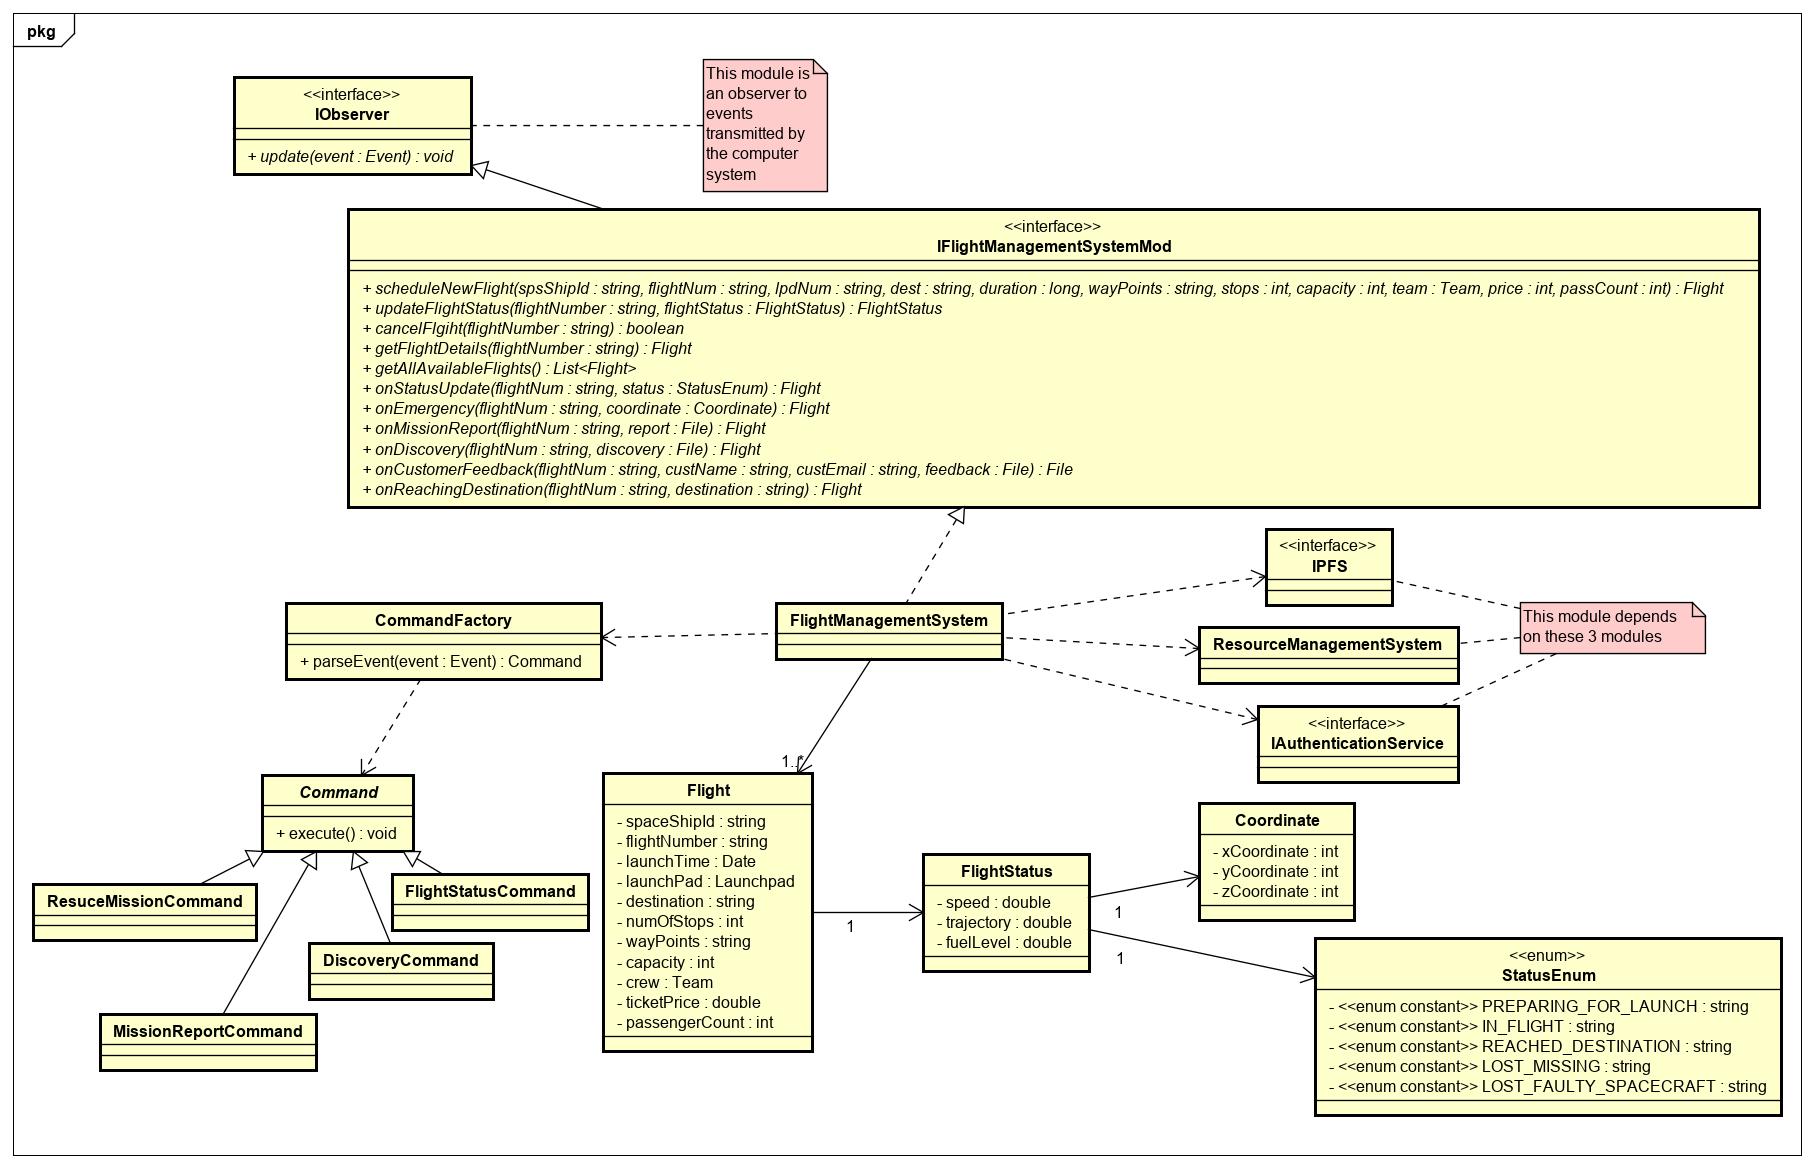 pkg
<<interface>>
IObserver
+ update(event : Event) : void
This module is
an observer to
events
transmitted by
the computer
system
<<interface>>
IFlightManagementSystemMod
+ scheduleNewFlight(spsShipId : string, flightNum : string, lpdNum : string, dest : string, duration : long, wayPoints : string, stops : int, capacity : int, team : Team, price : int, passCount : int) : Flight
+ updateFlightStatus(flightNumber : string, flightStatus : FlightStatus) : FlightStatus
+ cancelFlgiht(flightNumber : string) : boolean
+ getFlightDetails(flightNumber : string) : Flight
+ getAllAvailableFlights() : List<Flight>
+ onStatusUpdate(flightNum : string, status : StatusEnum) : Flight
+ onEmergency(flightNum : string, coordinate : Coordinate) : Flight
+ onMissionReport(flightNum : string, report : File) : Flight
+ onDiscovery(flightNum : string, discovery : File) : Flight
+ onCustomerFeedback(flightNum : string, custName : string, custEmail : string, feedback : File) : File
+ onReachingDestination(flightNum : string, destination : string) : Flight
<<interface>>
IPFS
CommandFactory
+ parseEvent(event : Event) : Command
FlightManagementSystem
This module depends
on these 3 modules
ResourceManagementSystem
<<interface>>
IAuthenticationService
1..*
Command
+ execute() : void
Flight
- spaceShipId : string
- flightNumber : string
- launchTime : Date
- launchPad : Launchpad
- destination : string
- numOfStops : int
- wayPoints : string
- capacity : int
- crew : Team
- ticketPrice : double
- passengerCount : int
1
FlightStatus
- speed : double
- trajectory : double
- fuelLevel : double
1
1
Coordinate
- xCoordinate : int
- yCoordinate : int
- zCoordinate : int
<<enum>>
StatusEnum
- <<enum constant>> PREPARING_FOR_LAUNCH : string
- <<enum constant>> IN_FLIGHT : string
- <<enum constant>> REACHED_DESTINATION : string
- <<enum constant>> LOST_MISSING : string
- <<enum constant>> LOST_FAULTY_SPACECRAFT : string
ResuceMissionCommand
FlightStatusCommand
DiscoveryCommand
MissionReportCommand